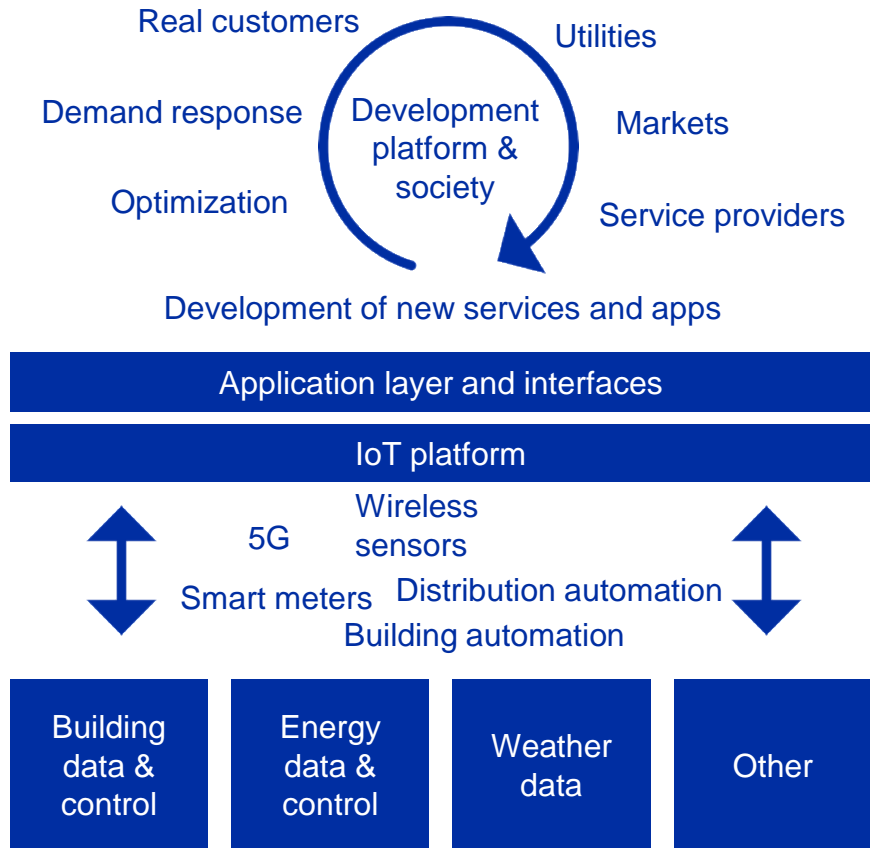 Real customers
Utilities
Demand response
Development
platform &
society
Markets
Optimization
Service providers
Development of new services and apps
Application layer and interfaces
IoT platform
5G
Wireless
sensors
Smart meters
Distribution automation
Building automation
Building
data &
control
Energy
data &
control
Weather
data
Other